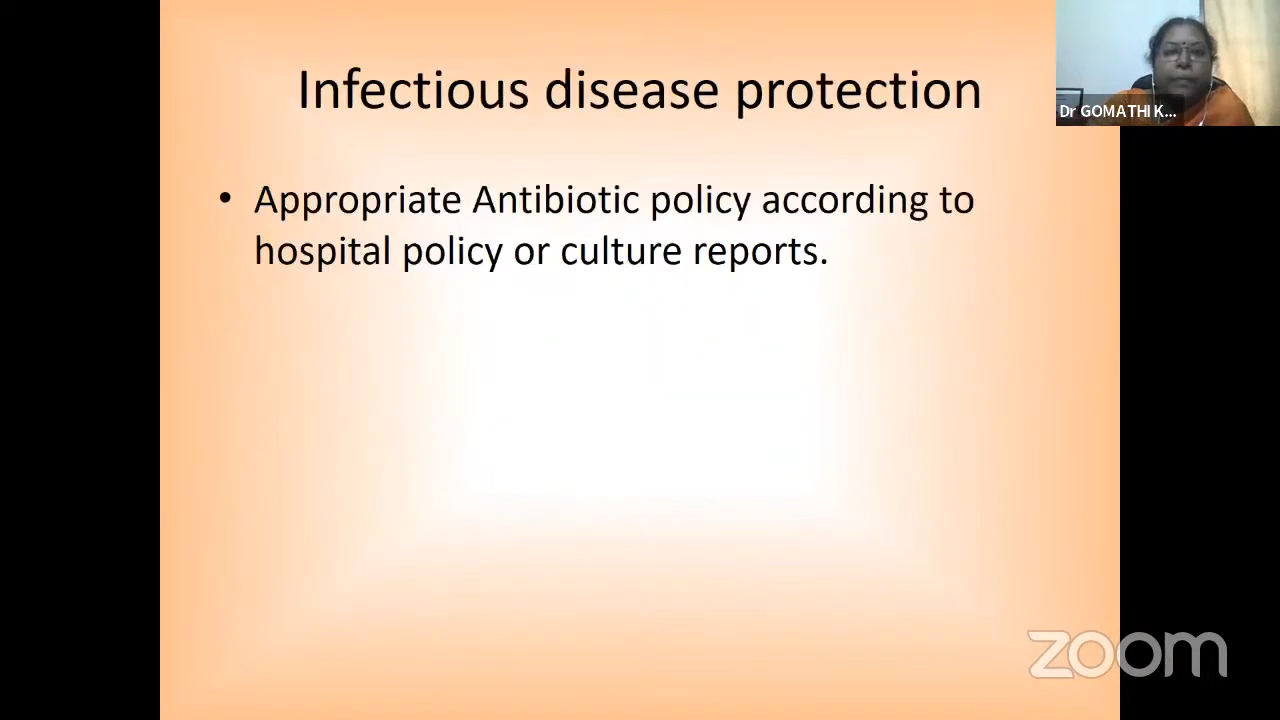 Infectious disease protection
Dr GOMATHI K...
• Appropriate Antibiotic policy according to
hospital policy or culture reports.
zoom